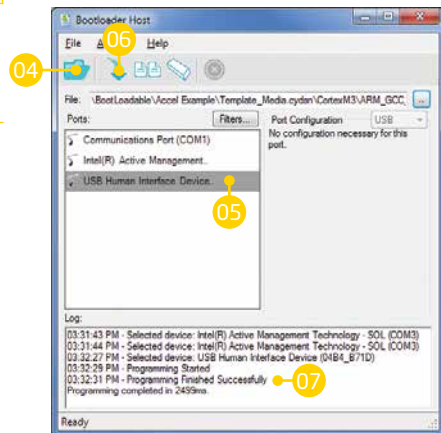 Bootloader Host
File A Help
06
04
File: \BootLoadable\Accel Example\Template_Media.cydsn\CortexM3\ARM_GCC_ ...
Ports: Filters... Port Configuration USB
Communications Port (COM1)
No configuration necessary for this
port.
Intel(R) Active Management..
USB Human Interface Device..
05
Log:
03:31:43 PM - Selected device: Intel(R) Active Management Technology - SOL (COM3)
03:31:44 PM - Selected device: Intel(R) Active Management Technology - SOL (COM3)
03:32:27 PM - Selected device: USB Human Interface Device (04B4_B71D)
03:32:29 PM - Programming Started
03:32:31 PM - Programming Finished Successfully
07
Programming completed in 2499ms.
Ready